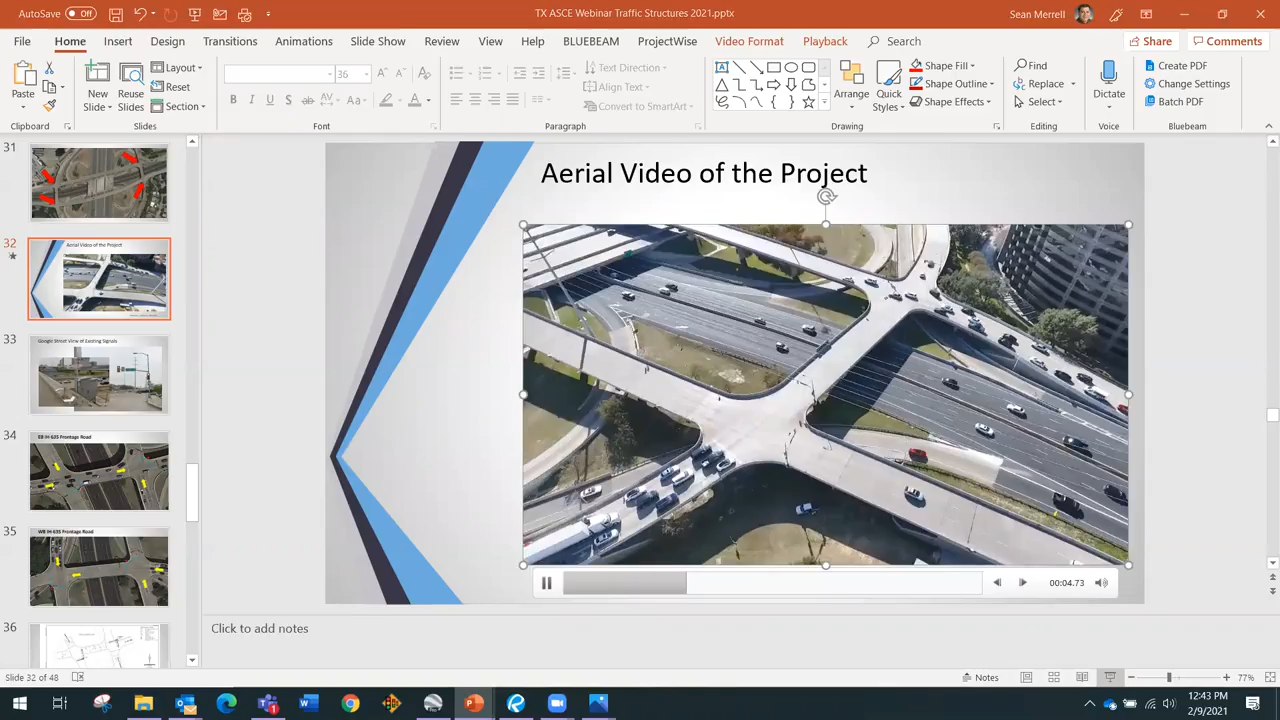 AutoSave Off TX ASCE Webinar Traffic Structures 2021.pptx Sean Merrell
File Home Insert Design Transitions Animations Slide Show Review View Help BLUEBEAM ProjectWise Video Format Playback Search Share Comments
Paste
Clipboard
New Slide
Reuse Slides
Layout
Reset
Section
Slides
36
B I U S ab AV Aa A
Font
Text Direction
Align Text
Convert to SmartArt
Paragraph
Arrange
Quick Styles
Shape Fill
Shape Outline
Shape Effects
Drawing
Find
Replace
Select
Editing
Dictate
Voice
Create PDF
Change Settings
Batch PDF
Bluebeam
31
32
Aerial Video of the Project
33
Google Street View of Existing Signals
34
EB IH 635 Frontage Road
35
WB IH 635 Frontage Road
36
Aerial Video of the Project
00:04.73
Click to add notes
Slide 32 of 48
Notes
77%
12:43 PM
2/9/2021